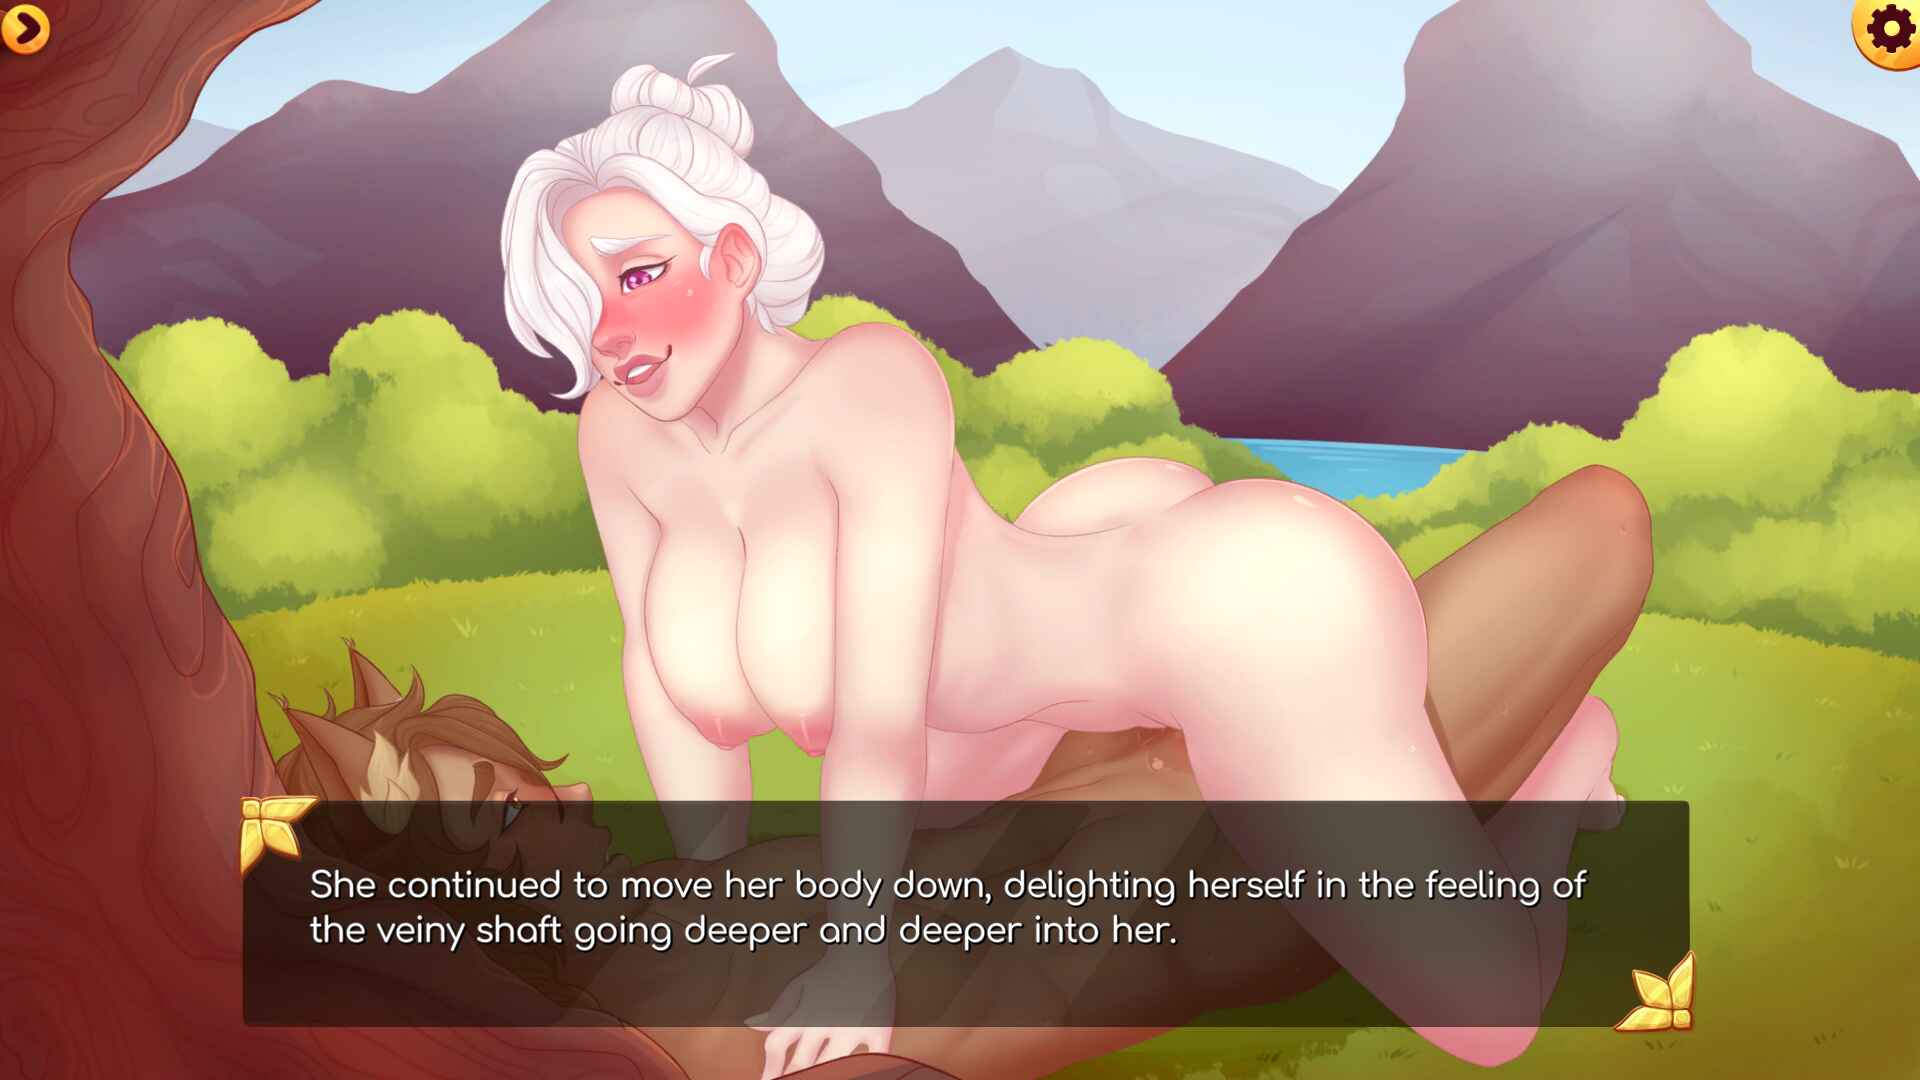 She continued to move her body down, delighting herself in the feeling of
the veiny shaft going deeper and deeper into her.